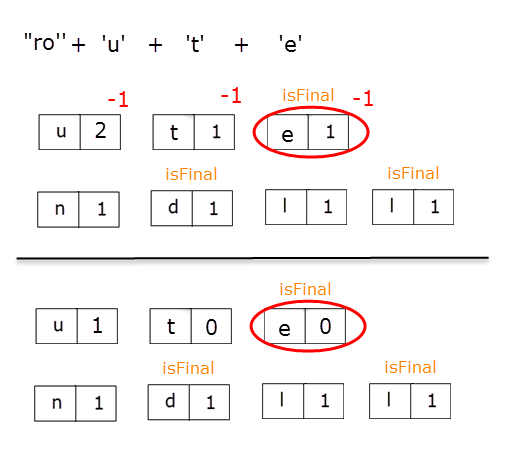 "ro'' + 'u' + 't' + 'e'
-1 -1 isFinal -1
u 2 t 1 e 1
isFinal isFinal
n 1 d 1 l 1 l 1
isFinal
u 1 t 0 e 0
isFinal isFinal
n 1 d 1 l 1 l 1